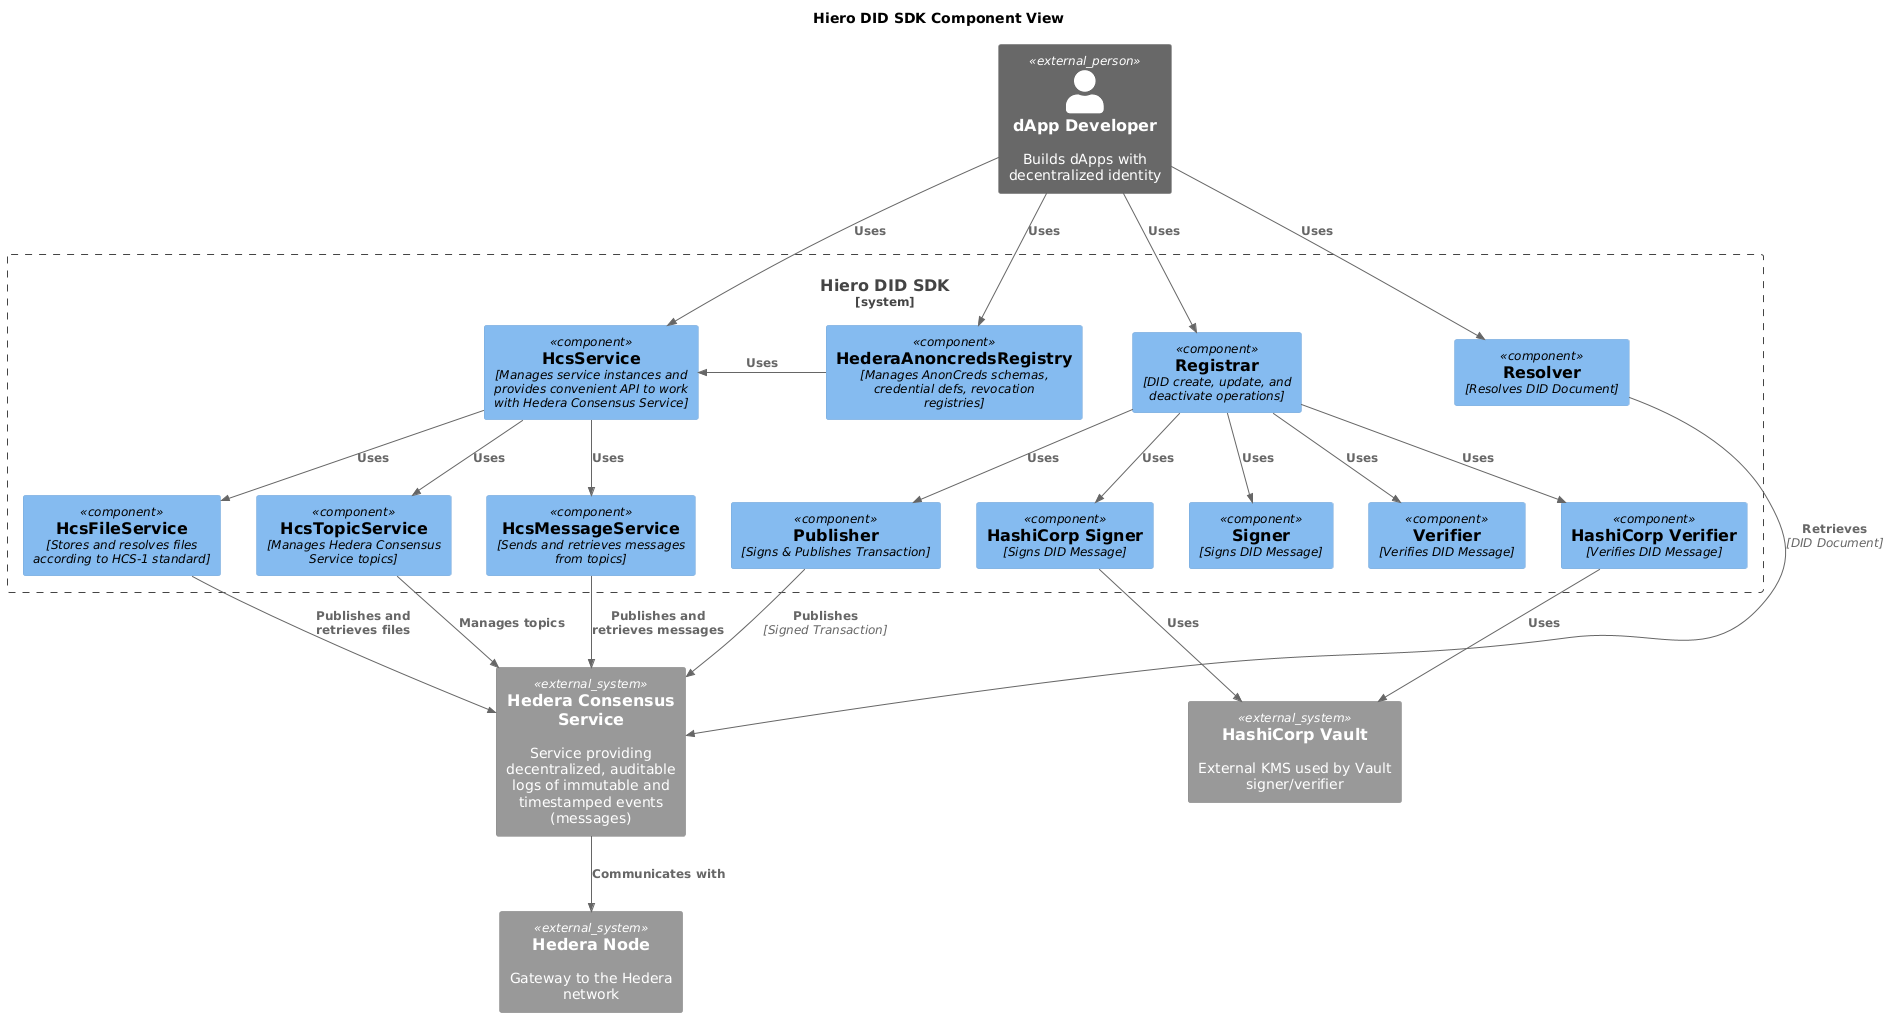 Hiero DID SDK Component View
«external_person»
dApp Developer
Builds dApps with
decentralized identity
Uses
Uses
Uses
Uses
Hiero DID SDK
[system]
«component»
HcsService
[Manages service instances and
provides convenient API to work
with Hedera Consensus Service]
Uses
«component»
HederaAnoncredsRegistry
[Manages AnonCreds schemas,
credential defs, revocation
registries]
«component»
Registrar
[DID create, update, and
deactivate operations]
«component»
Resolver
[Resolves DID Document]
Uses
Uses
Uses
Uses
Uses
Uses
Uses
Uses
«component»
HcsFileService
[Stores and resolves files
according to HCS-1 standard]
«component»
HcsTopicService
[Manages Hedera Consensus
Service topics]
«component»
HcsMessageService
[Sends and retrieves messages
from topics]
«component»
Publisher
[Signs & Publishes Transaction]
«component»
HashiCorp Signer
[Signs DID Message]
«component»
Signer
[Signs DID Message]
«component»
Verifier
[Verifies DID Message]
«component»
HashiCorp Verifier
[Verifies DID Message]
Retrieves
[DID Document]
Publishes and
retrieves files
Manages topics
Publishes and
retrieves messages
Publishes
[Signed Transaction]
Uses
Uses
«external_system»
Hedera Consensus
Service
Service providing
decentralized, auditable
logs of immutable and
timestamped events
(messages)
«external_system»
HashiCorp Vault
External KMS used by Vault
signer/verifier
Communicates with
«external_system»
Hedera Node
Gateway to the Hedera
network